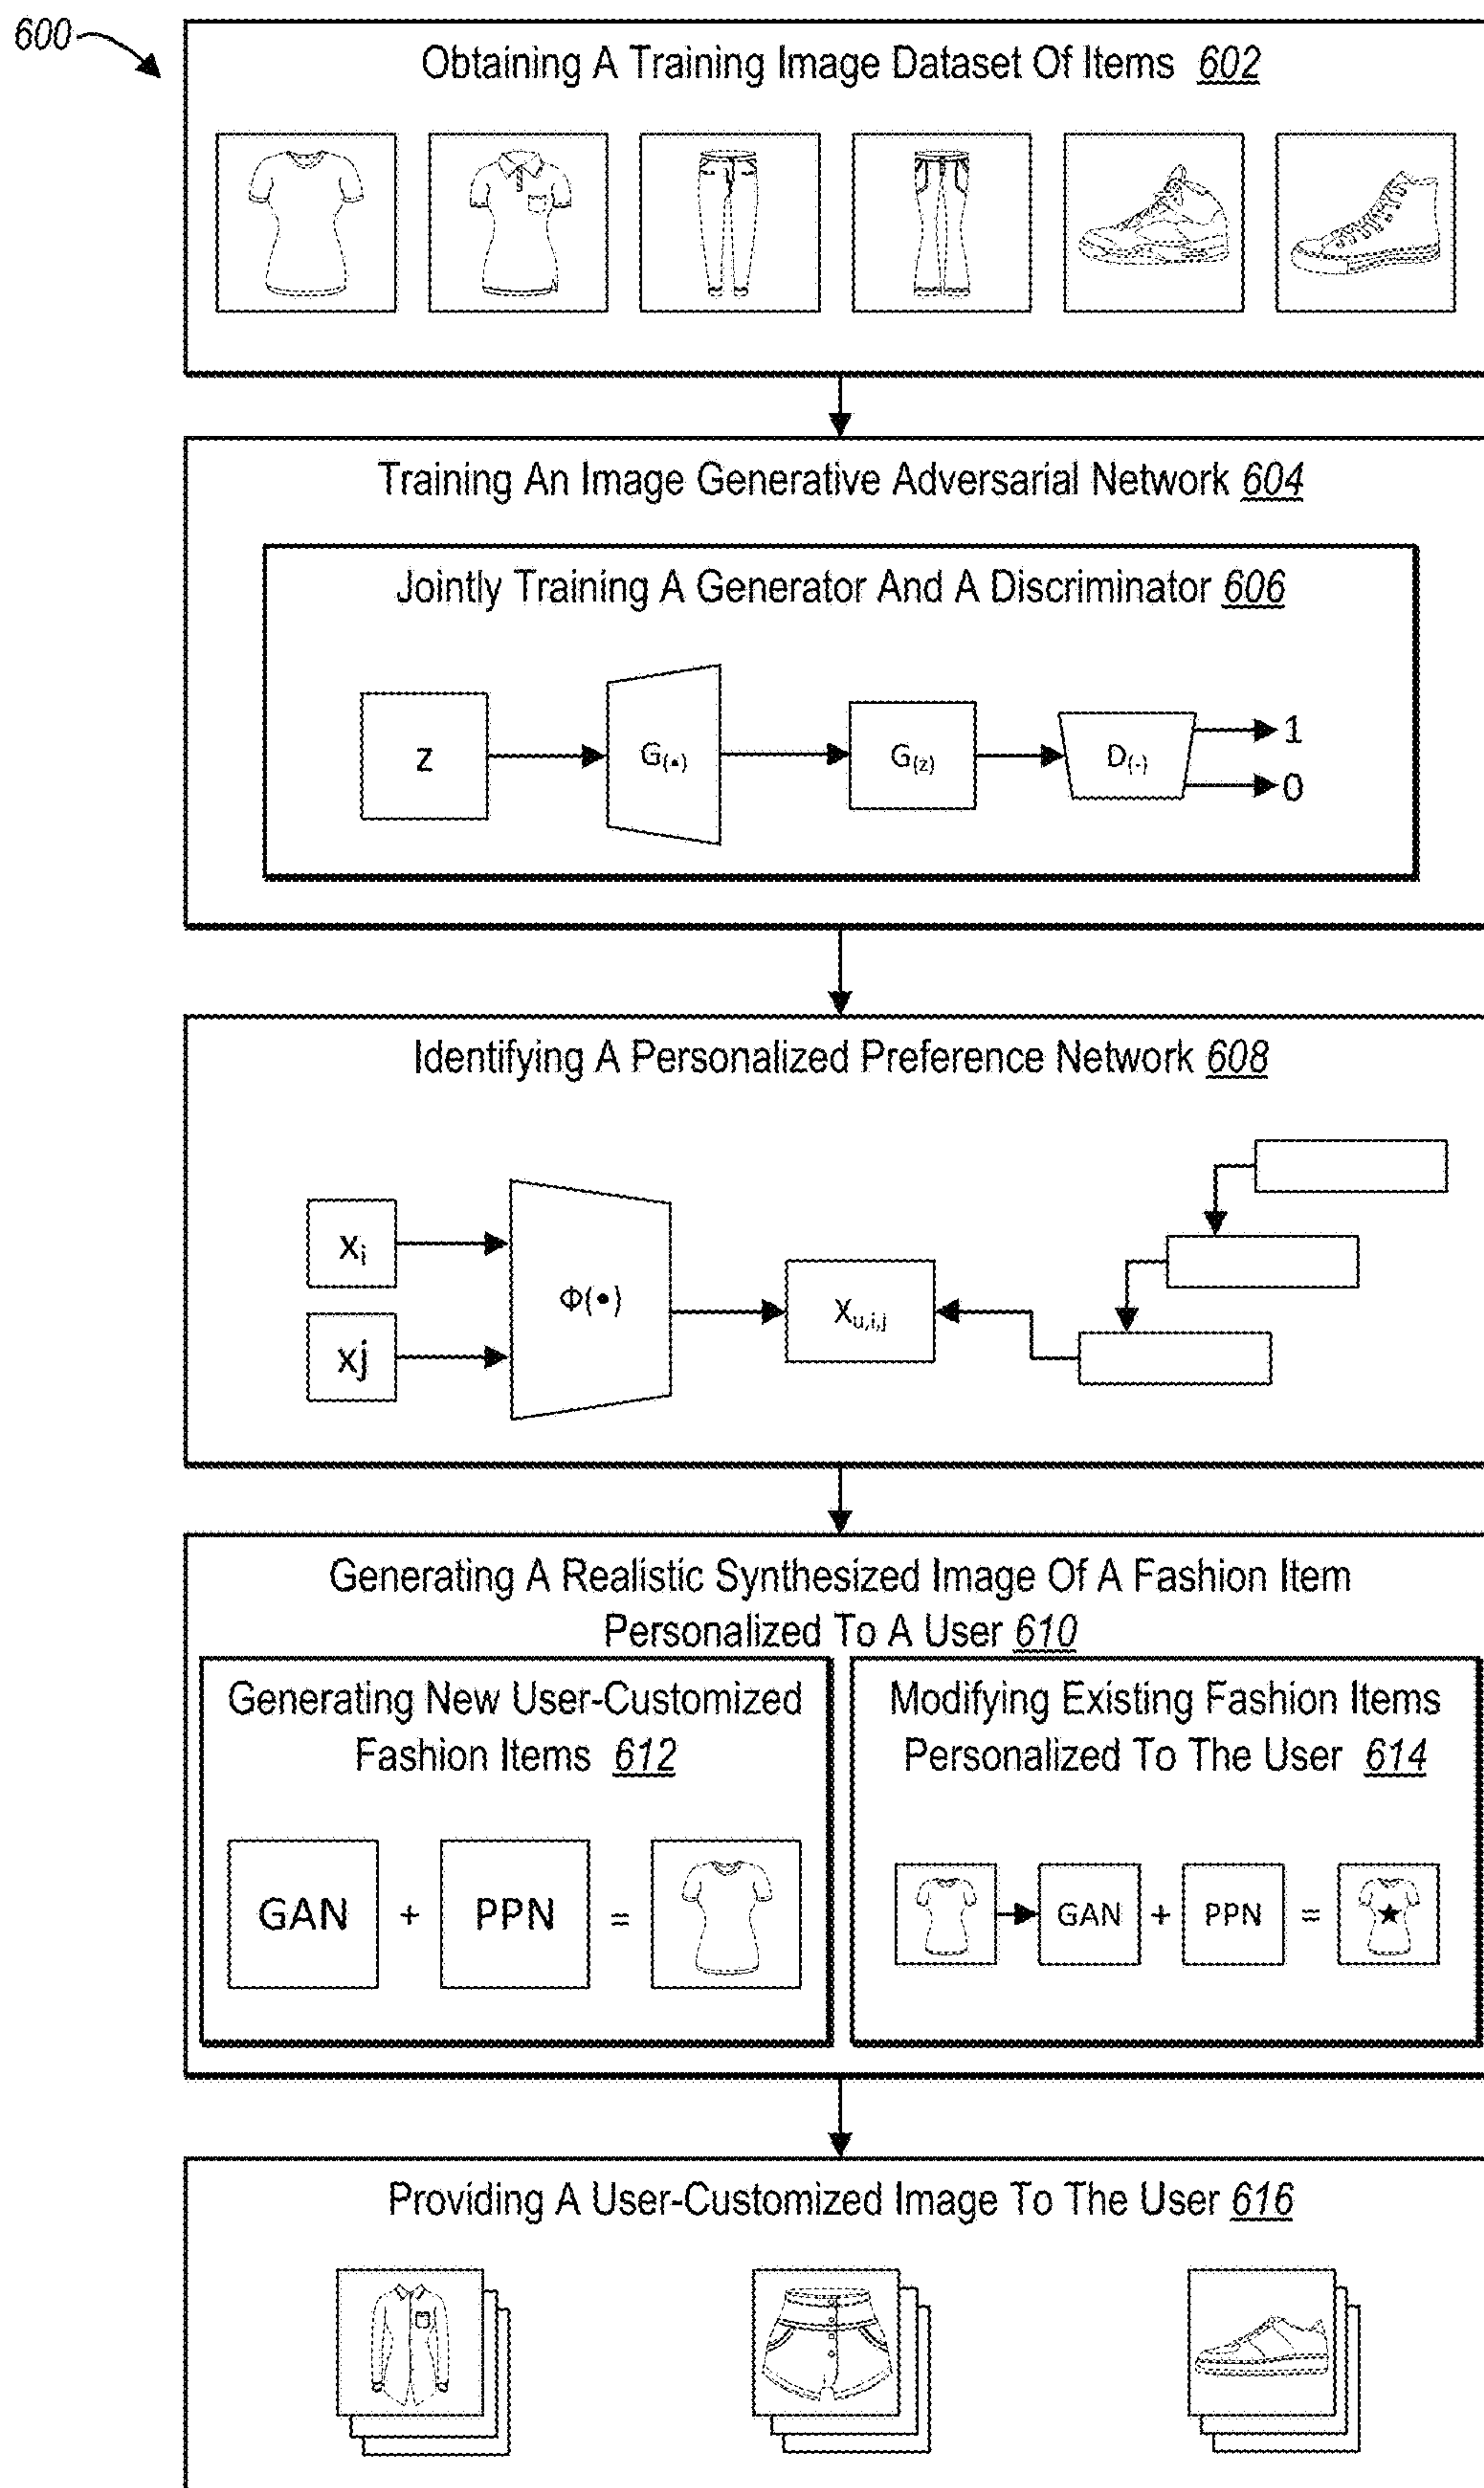 600
Obtaining A Training Image Dataset Of Items 602
Training An Image Generative Adversarial Network 604
Jointly Training A Generator And A Discriminator 606
z
G(•)
G(z)
D(-)
1
0
Identifying A Personalized Preference Network 608
xi
xj
Φ(•)
Xu,i,j
Generating A Realistic Synthesized Image Of A Fashion Item
Personalized To A User 610
Generating New User-Customized
Fashion Items 612
GAN + PPN =
Modifying Existing Fashion Items
Personalized To The User 614
GAN + PPN =
Providing A User-Customized Image To The User 616